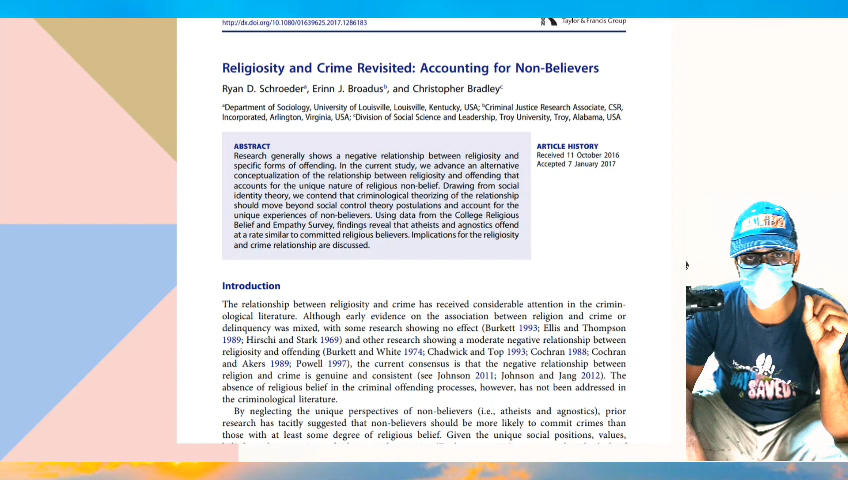 http://dx.doi.org/10.1080/01639625.2017.1286183
Taylor & Francis Group
Religiosity and Crime Revisited: Accounting for Non-Believers
Ryan D. Schroederᵃ, Erinn J. Broadusᵇ, and Christopher Bradleyᶜ
ᵃDepartment of Sociology, University of Louisville, Louisville, Kentucky, USA; ᵇCriminal Justice Research Associate, CSR,
Incorporated, Arlington, Virginia, USA; ᶜDivision of Social Science and Leadership, Troy University, Troy, Alabama, USA
ABSTRACT
Research generally shows a negative relationship between religiosity and
specific forms of offending. In the current study, we advance an alternative
conceptualization of the relationship between religiosity and offending that
accounts for the unique nature of religious non-belief. Drawing from social
identity theory, we contend that criminological theorizing of the relationship
should move beyond social control theory postulations and account for the
unique experiences of non-believers. Using data from the College Religious
Belief and Empathy Survey, findings reveal that atheists and agnostics offend
at a rate similar to committed religious believers. Implications for the religiosity
and crime relationship are discussed.
ARTICLE HISTORY
Received 11 October 2016
Accepted 7 January 2017
Introduction
The relationship between religiosity and crime has received considerable attention in the crimin-
ological literature. Although early evidence on the association between religion and crime or
delinquency was mixed, with some research showing no effect (Burkett 1993; Ellis and Thompson
1989; Hirschi and Stark 1969) and other research showing a moderate negative relationship between
religiosity and offending (Burkett and White 1974; Chadwick and Top 1993; Cochran 1988; Cochran
and Akers 1989; Powell 1997), the current consensus is that the negative relationship between
religion and crime is genuine and consistent (see Johnson 2011; Johnson and Jang 2012). The
absence of religious belief in the criminal offending processes, however, has not been addressed in
the criminological literature.
By neglecting the unique perspectives of non-believers (i.e., atheists and agnostics), prior
research has tacitly suggested that non-believers should be more likely to commit crimes than
those with at least some degree of religious belief. Given the unique social positions, values,
SAVED